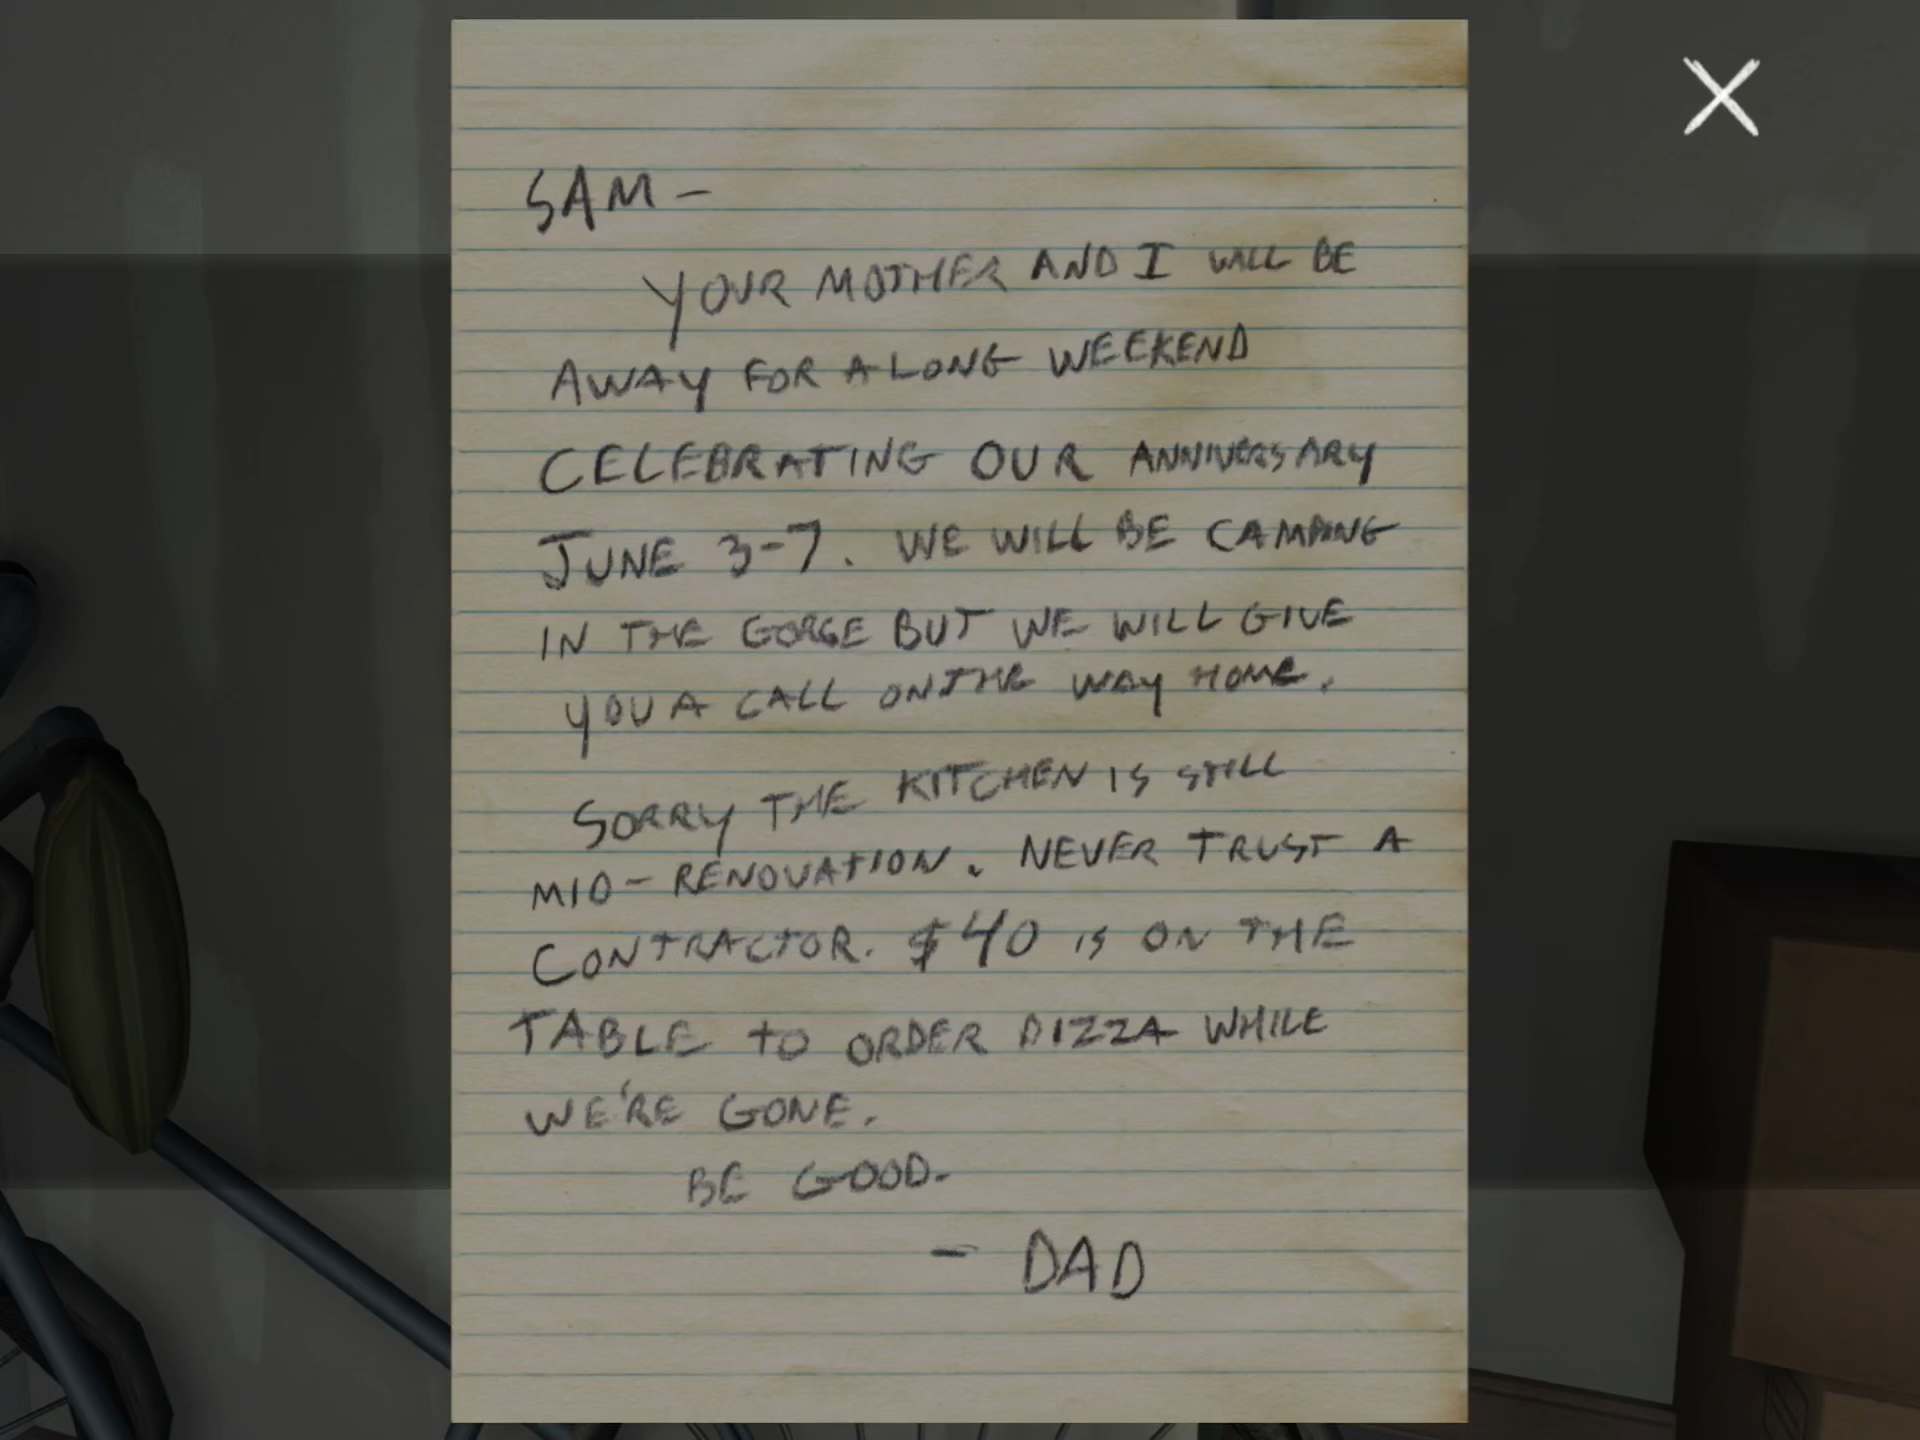 SAM -
YOUR MOTHER AND I WILL BE
AWAY FOR A LONG WEEKEND
CELEBRATING OUR ANNIVERSARY
JUNE 3-7. WE WILL BE CAMPING
IN THE GORGE BUT WE WILL GIVE
YOU A CALL ON THE WAY HOME.
SORRY THE KITCHEN IS STILL
MID-RENOVATION. NEVER TRUST A
CONTRACTOR. $40 IS ON THE
TABLE TO ORDER PIZZA WHILE
WE'RE GONE.
BE GOOD.
- DAD